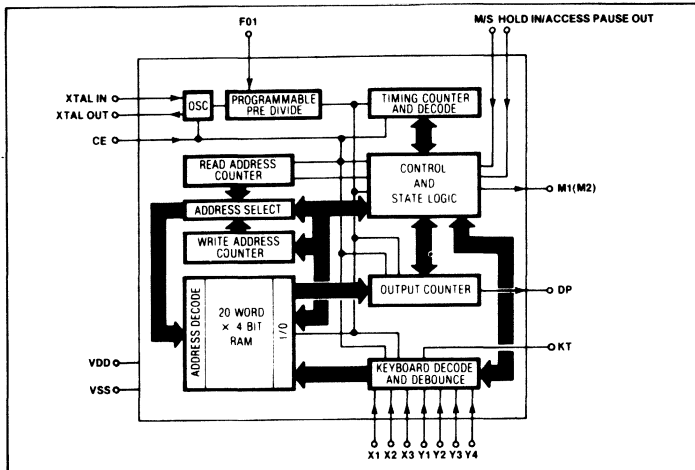 F01
M/S HOLD IN/ACCESS PAUSE OUT
XTAL IN
XTAL OUT
CE
OSC
PROGRAMMABLE
PRE DIVIDE
TIMING COUNTER
AND DECODE
READ ADDRESS
COUNTER
CONTROL
AND
STATE LOGIC
M1(M2)
ADDRESS SELECT
WRITE ADDRESS
COUNTER
ADDRESS DECODE
20 WORD
× 4 BIT
RAM
I/O
OUTPUT COUNTER
DP
KT
VDD
VSS
KEYBOARD DECODE
AND DEBOUNCE
X1 X2 X3 Y1 Y2 Y3 Y4